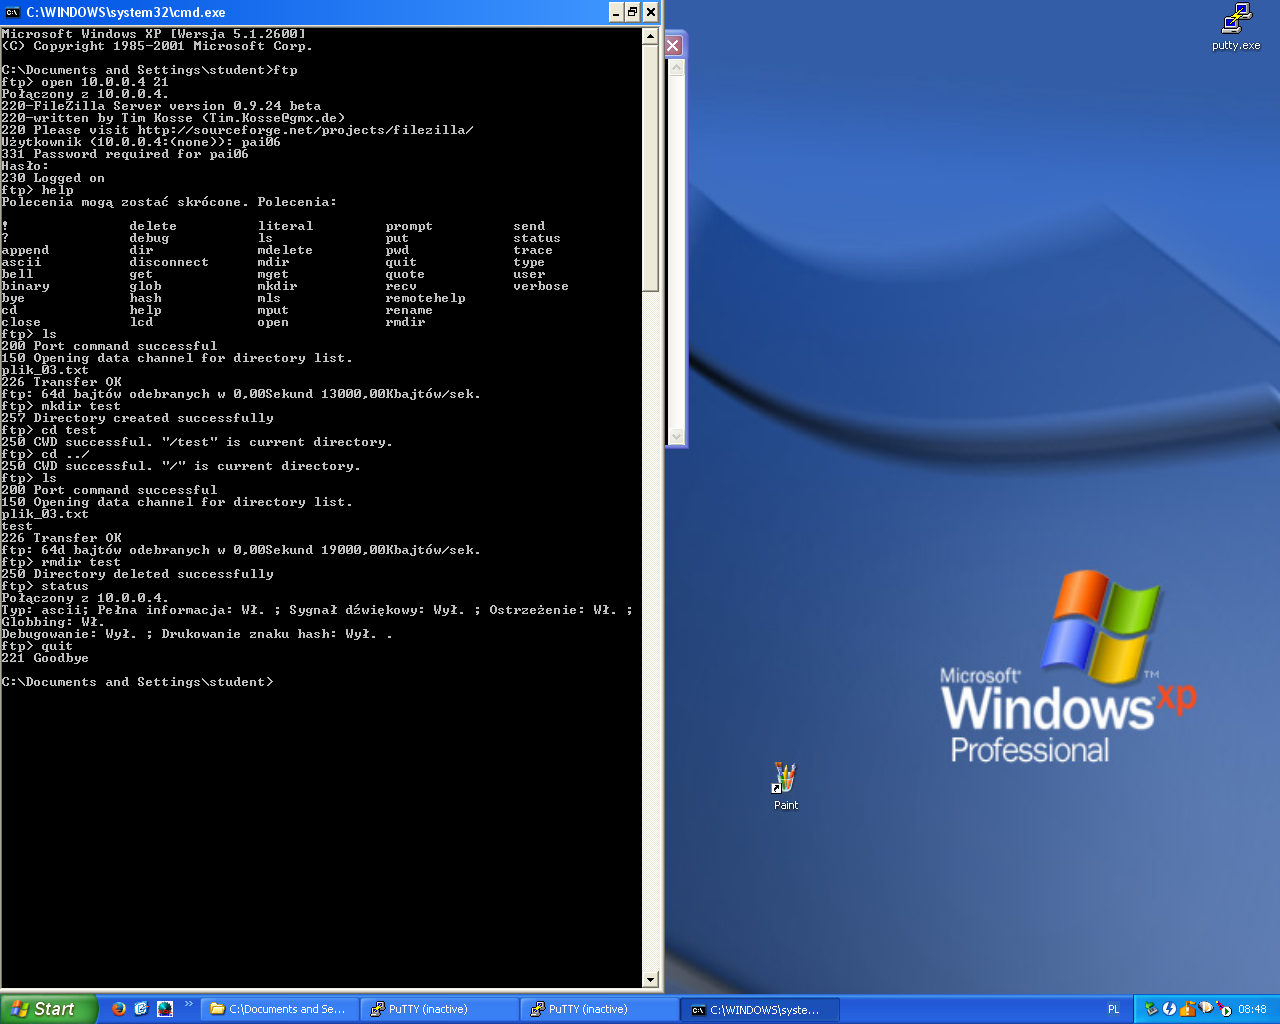 C:\WINDOWS\system32\cmd.exe
Microsoft Windows XP [Wersja 5.1.2600]
(C) Copyright 1985-2001 Microsoft Corp.
C:\Documents and Settings\student>ftp
ftp> open 10.0.0.4 21
Połączony z 10.0.0.4.
220-FileZilla Server version 0.9.24 beta
220-written by Tim Kosse (Tim.Kosse@gmx.de)
220 Please visit http://sourceforge.net/projects/filezilla/
Użytkownik (10.0.0.4:(none)): pai06
331 Password required for pai06
Hasło:
230 Logged on
ftp> help
Polecenia mogą zostać skrócone. Polecenia:
! delete literal prompt send
? debug ls put status
append dir mdelete pwd trace
ascii disconnect mdir quit type
bell get mget quote user
binary glob mkdir recv verbose
bye hash mls remotehelp
cd help mput rename
close lcd open rmdir
ftp> ls
200 Port command successful
150 Opening data channel for directory list.
plik_03.txt
226 Transfer OK
ftp: 64d bajtów odebranych w 0,00Sekund 13000,00Kbajtów/sek.
ftp> mkdir test
257 Directory created successfully
ftp> cd test
250 CWD successful. "/test" is current directory.
ftp> cd ../
250 CWD successful. "/" is current directory.
ftp> ls
200 Port command successful
150 Opening data channel for directory list.
plik_03.txt
test
226 Transfer OK
ftp: 64d bajtów odebranych w 0,00Sekund 19000,00Kbajtów/sek.
ftp> rmdir test
250 Directory deleted successfully
ftp> status
Połączony z 10.0.0.4.
Typ: ascii; Pełna informacja: Wł. ; Sygnał dźwiękowy: Wył. ; Ostrzeżenie: Wł. ;
Globbing: Wł.
Debugowanie: Wył. ; Drukowanie znaku hash: Wył. .
ftp> quit
221 Goodbye
C:\Documents and Settings\student>
putty.exe
Microsoft®
Windows xp ™
Professional
Paint
Start
C:\Documents and Se...
PuTTY (inactive)
PuTTY (inactive)
C:\WINDOWS\syste...
PL
08:48